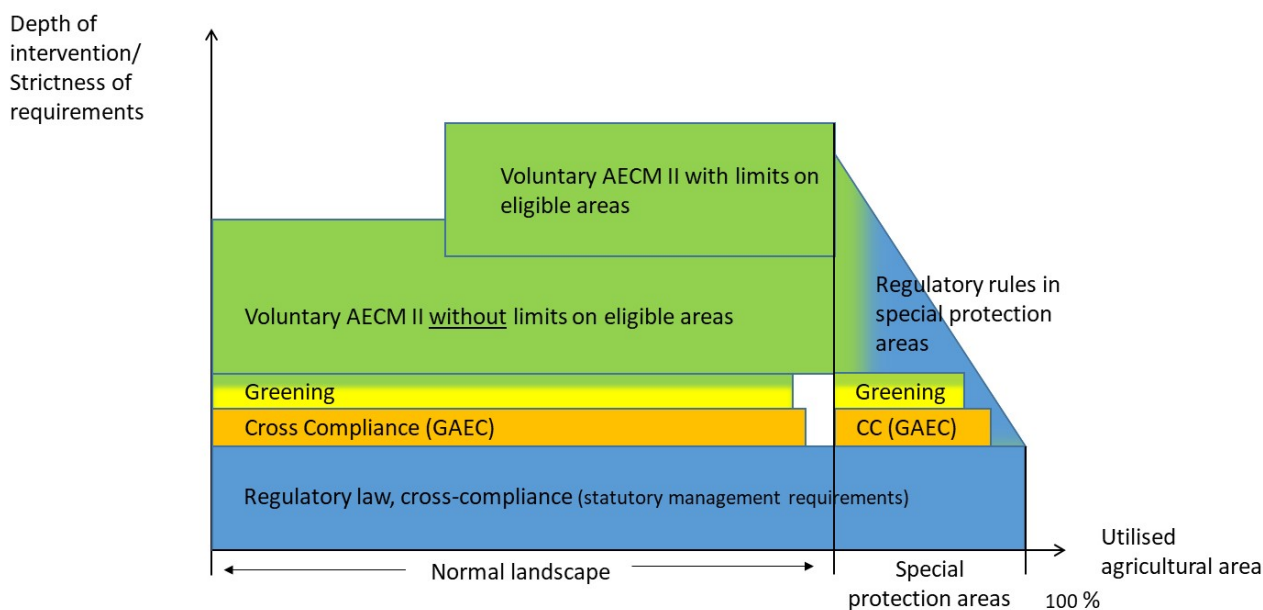 Depth of
intervention/
Strictness of
requirements
Voluntary AECM II with limits on
eligible areas
Voluntary AECM II without limits on eligible areas
Regulatory rules in
special protection
areas
Greening
Greening
Cross Compliance (GAEC)
CC (GAEC)
Regulatory law, cross-compliance (statutory management requirements)
Utilised
agricultural area
Normal landscape
Special
protection areas
100 %